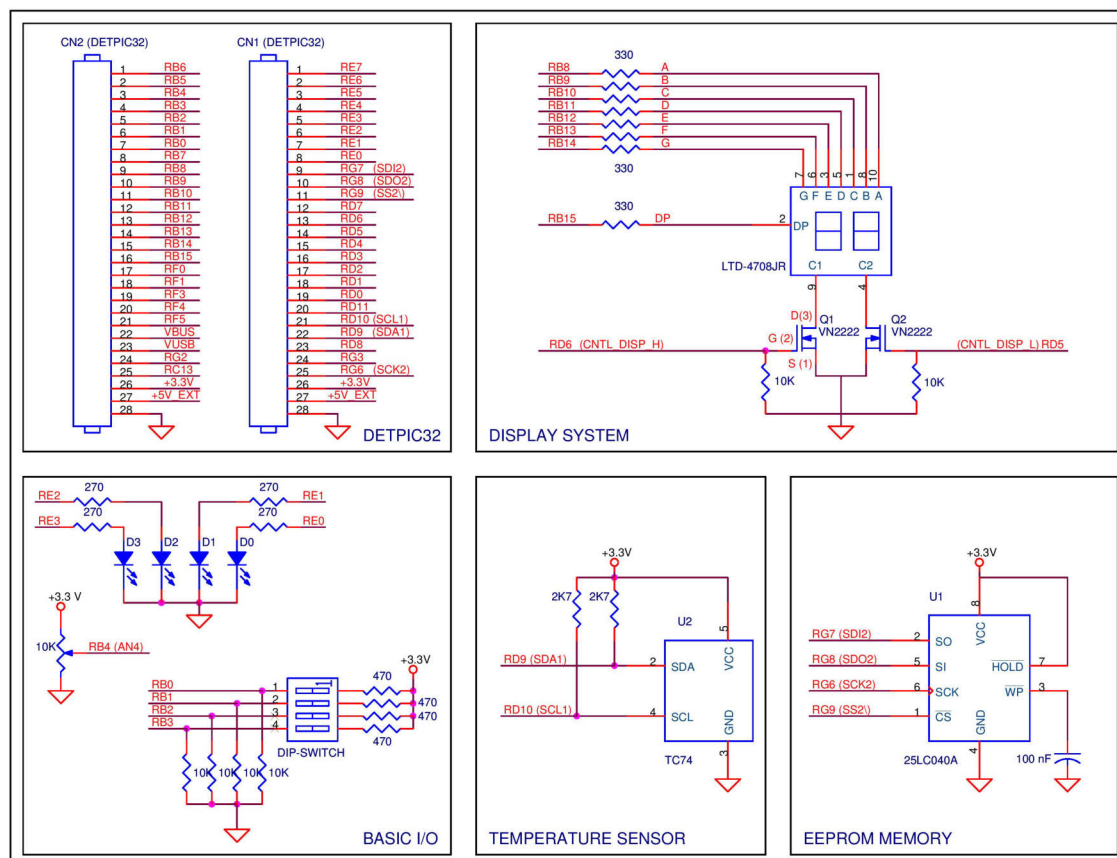 CN2 (DETPIC32)
1 RB6
2 RB5
3 RB4
4 RB3
5 RB2
6 RB1
7 RB0
8 RB7
9 RB8
10 RB9
11 RB10
12 RB11
13 RB12
14 RB13
15 RB14
16 RB15
17 RF0
18 RF1
19 RF3
20 RF4
21 RF5
22 VBUS
23 VUSB
24 RG2
25 RC13
26 +3.3V
27 +5V_EXT
28
CN1 (DETPIC32)
1 RE7
2 RE6
3 RE5
4 RE4
5 RE3
6 RE2
7 RE1
8 RE0
9 RG7 (SDI2)
10 RG8 (SDO2)
11 RG9 (SS2\)
12 RD7
13 RD6
14 RD5
15 RD4
16 RD3
17 RD2
18 RD1
19 RD0
20 RD11
21 RD10 (SCL1)
22 RD9 (SDA1)
23 RD8
24 RG3
25 RG6 (SCK2)
26 +3.3V
27 +5V_EXT
28
DETPIC32
330
RB8 A
RB9 B
RB10 C
RB11 D
RB12 E
RB13 F
RB14 G
330
7 6 3 5 1 8 10
G F E D C B A
330
RB15 DP
2 DP
LTD-4708JR
C1 C2
9 4
D(3) Q1
VN2222
G (2)
S (1)
Q2
VN2222
RD6 (CNTL_DISP_H)
(CNTL_DISP_L) RD5
10K
10K
DISPLAY SYSTEM
270 270
RE2 RE1
270 270
RE3 RE0
D3 D2 D1 D0
+3.3 V
10K
RB4 (AN4)
+3.3V
RB0 1 1 470
RB1 2 470
RB2 3 470
RB3 4 470
DIP-SWITCH
10K 10K 10K 10K
BASIC I/O
+3.3V
2K7 2K7
U2
5
RD9 (SDA1) 2 SDA VCC
RD10 (SCL1) 4 SCL GND
3
TC74
TEMPERATURE SENSOR
+3.3V
U1
8
VCC
RG7 (SDI2) 2 SO
RG8 (SDO2) 5 SI
HOLD 7
RG6 (SCK2) 6 SCK
WP 3
RG9 (SS2\) 1 CS
GND
4
25LC040A
100 nF
EEPROM MEMORY